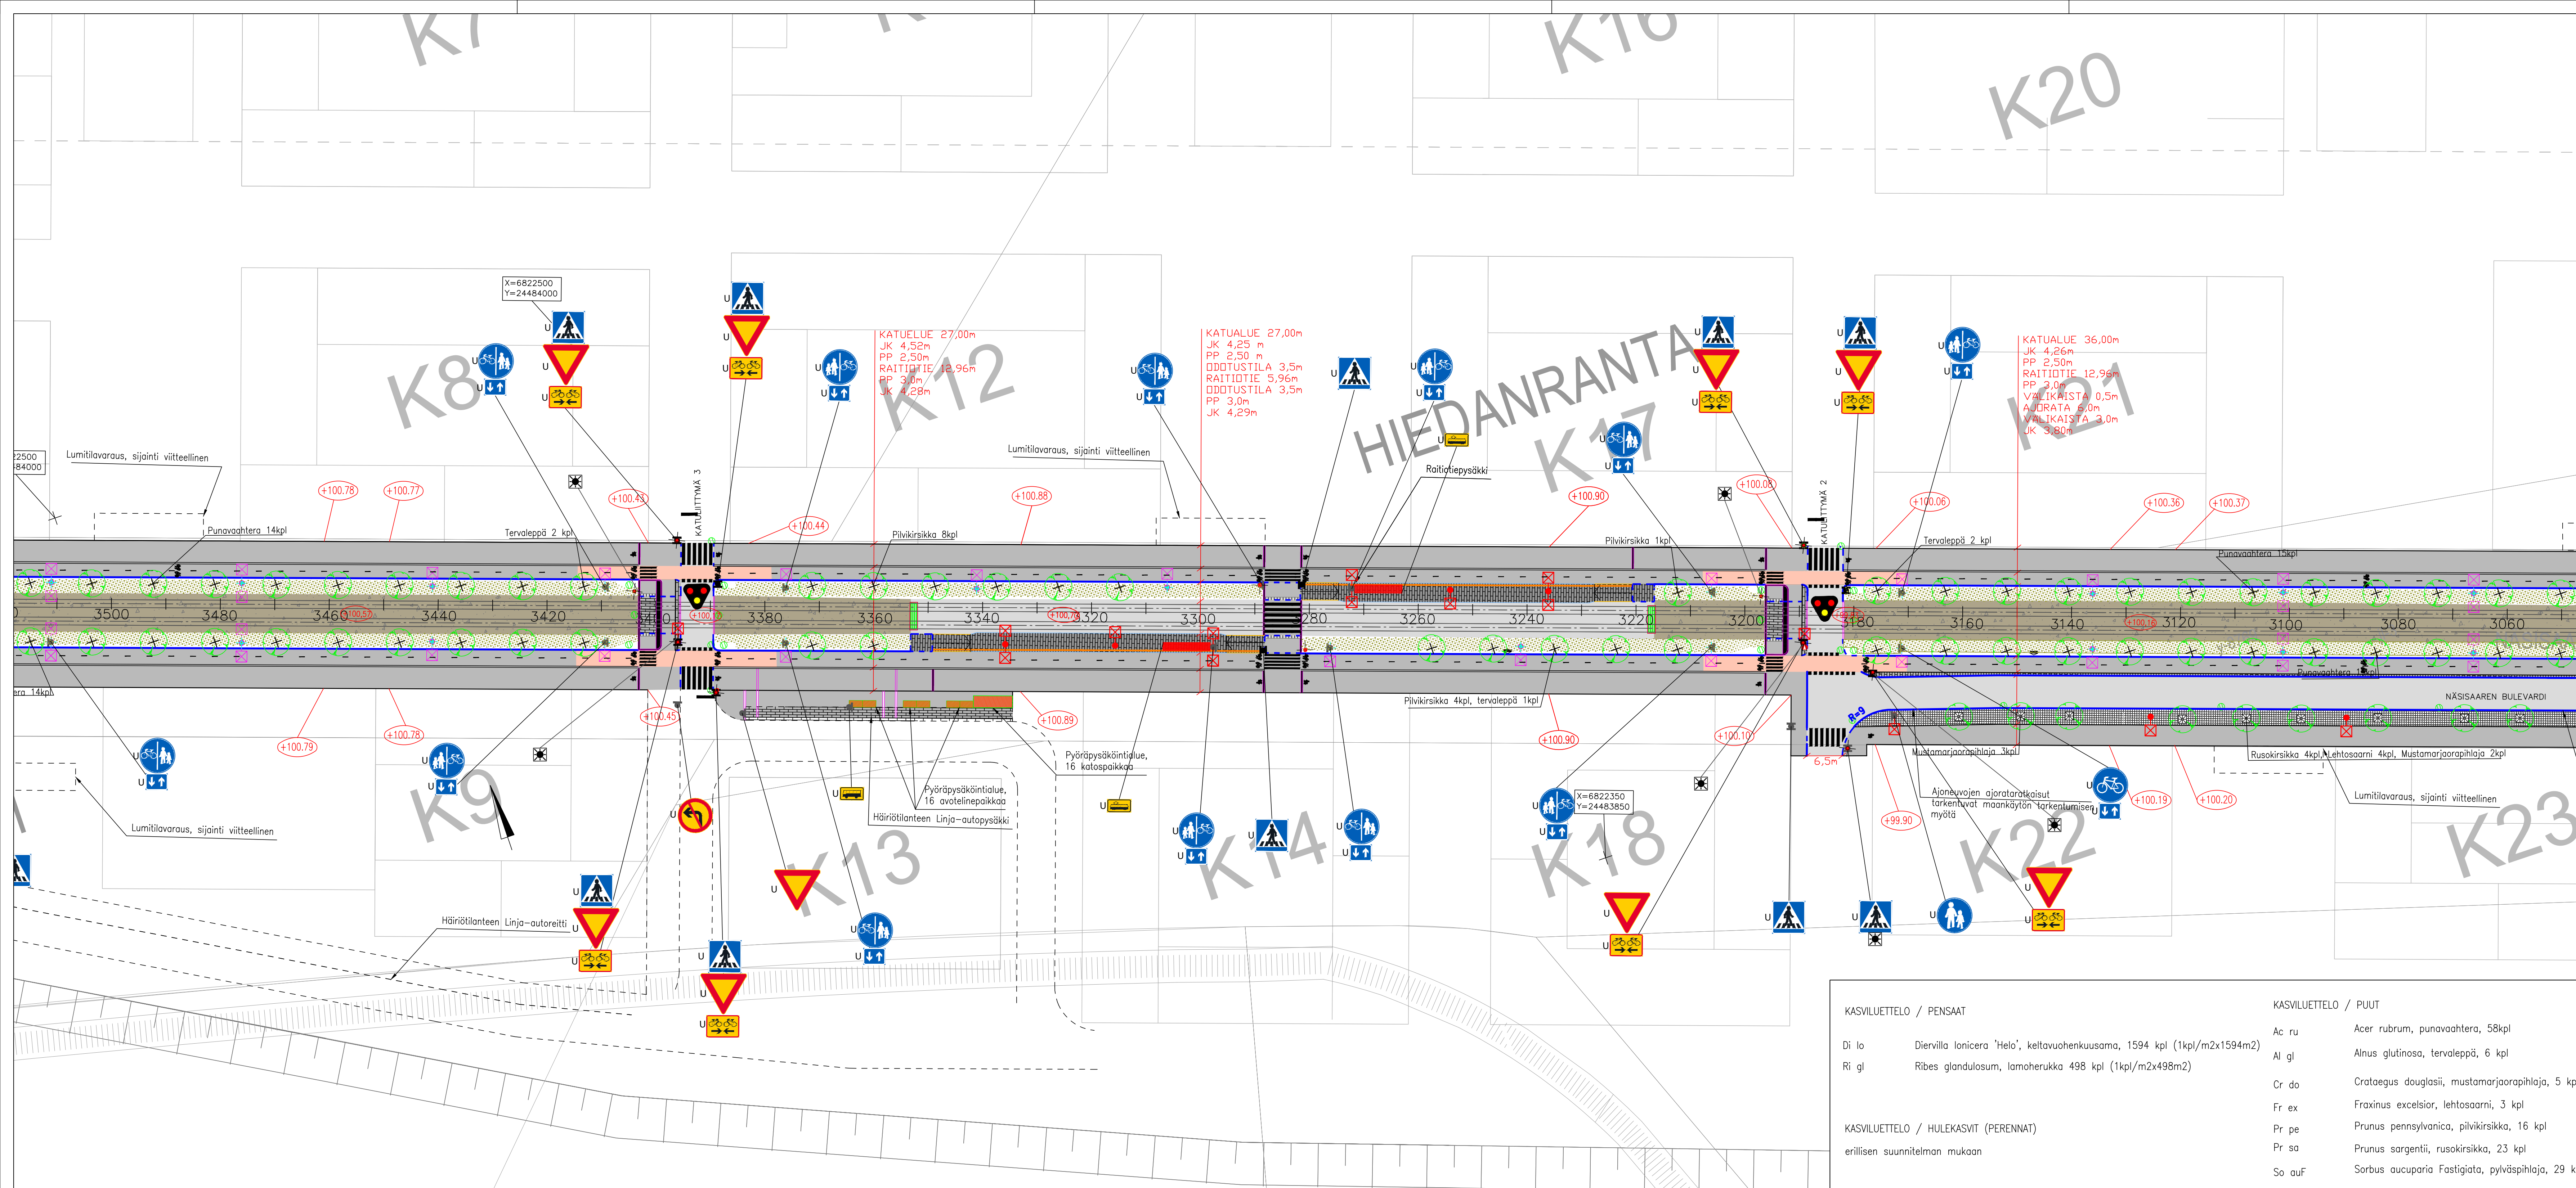 K7
K16
K20
X=6822500
Y=24484000
K8
K12
KATUELUE 27,00m
JK 4,52m
PP 2,50m
RAITIOTIE 12,96m
PP 3,0m
JK 4,28m
KATUALUE 27,00m
JK 4,25 m
PP 2,50 m
ODOTUSTILA 3,5m
RAITIOTIE 5,96m
ODOTUSTILA 3,5m
PP 3,0m
JK 4,29m
HIEDANRANTA
K17
KATUALUE 36,00m
JK 4,26m
PP 2,50m
RAITIOTIE 12,96m
PP 3,0m
VÄLIKAISTA 0,5m
AJORATA 6,0m
VÄLIKAISTA 3,0m
JK 3,80m
K21
22500
84000
Lumitilavaraus, sijainti viitteellinen
Lumitilavaraus, sijainti viitteellinen
Raitiotiepysäkki
+100.78
+100.77
+100.43
+100.44
+100.88
+100.90
+100.08
+100.06
+100.36
+100.37
KATULIITTYMÄ 3
KATULIITTYMÄ 2
Punavaahtera 14kpl
Tervaleppä 2 kpl
Pilvikirsikka 8kpl
Pilvikirsikka 1kpl
Tervaleppä 2 kpl
Punavaahtera 15kpl
3500
3480
3460
+100.57
3440
3420
3400
3380
3360
3340
3320
3300
3280
3260
3240
3220
3200
3180
3160
3140
+100.16
3120
3100
3080
3060
era 14kpl
Pilvikirsikka 4kpl, tervaleppä 1kpl
NÄSISAAREN BULEVARDI
R=9
6,5m
+100.79
+100.78
+100.45
+100.89
+100.90
+100.10
+99.90
+100.19
+100.20
Mustamarjaorapihlaja 3kpl
Rusokirsikka 4kpl, Lehtosaarni 4kpl, Mustamarjaorapihlaja 2kpl
Pyöräpysäköintialue,
16 katospaikkaa
Pyöräpysäköintialue,
16 avotelinepaikkaa
Häiriötilanteen Linja-autopysäkki
X=6822350
Y=24483850
Ajoneuvojen ajorataratkaisut
tarkentuvat maankäytön tarkentumisen
myötä
Lumitilavaraus, sijainti viitteellinen
Lumitilavaraus, sijainti viitteellinen
K9
K13
K14
K18
K22
K23
Häiriötilanteen Linja-autoreitti
KASVILUETTELO / PENSAAT
Di lo Diervilla lonicera 'Helo', keltavuohenkuusama, 1594 kpl (1kpl/m2x1594m2)
Ri gl Ribes glandulosum, lamoherukka 498 kpl (1kpl/m2x498m2)
KASVILUETTELO / HULEKASVIT (PERENNAT)
erillisen suunnitelman mukaan
KASVILUETTELO / PUUT
Ac ru Acer rubrum, punavaahtera, 58kpl
Al gl Alnus glutinosa, tervaleppä, 6 kpl
Cr do Crataegus douglasii, mustamarjaorapihlaja, 5 kp
Fr ex Fraxinus excelsior, lehtosaarni, 3 kpl
Pr pe Prunus pennsylvanica, pilvikirsikka, 16 kpl
Pr sa Prunus sargentii, rusokirsikka, 23 kpl
So auF Sorbus aucuparia Fastigiata, pylväspihlaja, 29 k